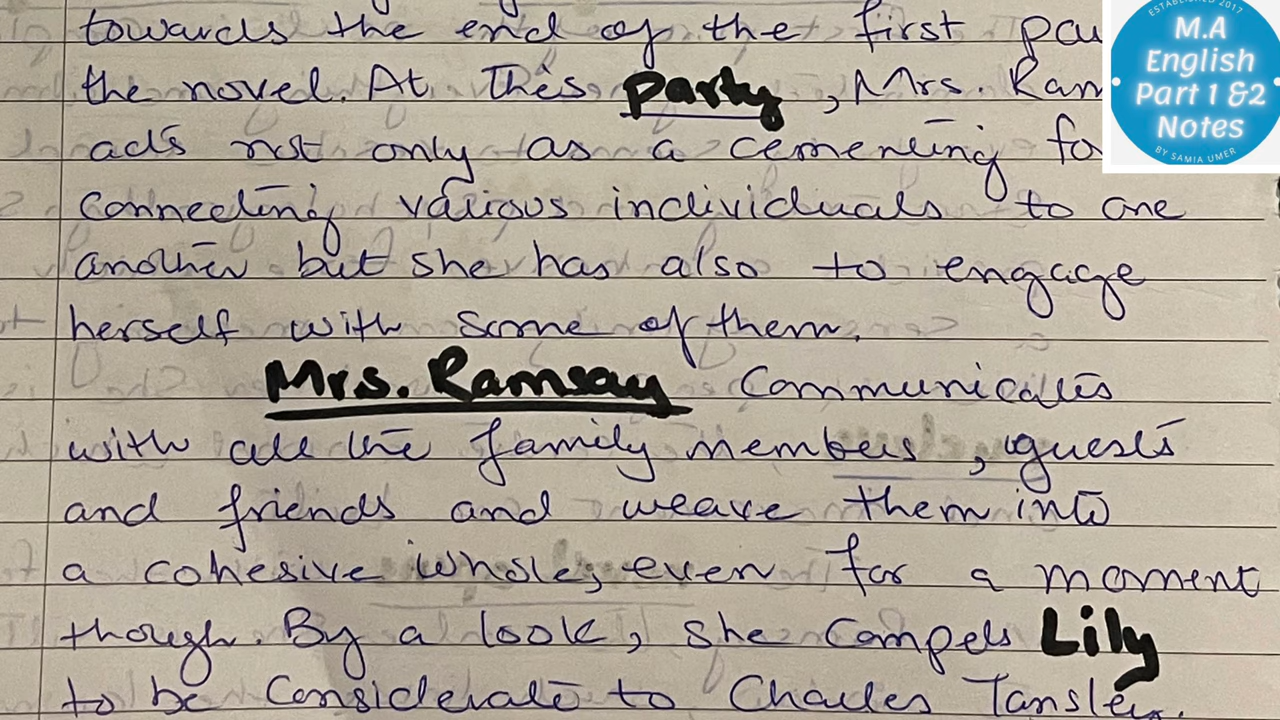 towards the end of the first
the novel. At this party, Mrs. Ram
acts not only as a cementing fo
connecting various individuals to one
another but she has also to engage
herself with some of them.
Mrs. Ramsay communicates
with all the family members, guests
and friends and weave them into
a cohesive whole, even for a moment
though. By a look, she compels Lily
to be considerate to Charles Tansley.
ESTABLISHED 2017
M.A
English
Part 1 &2
Notes
BY SAMIA UMER